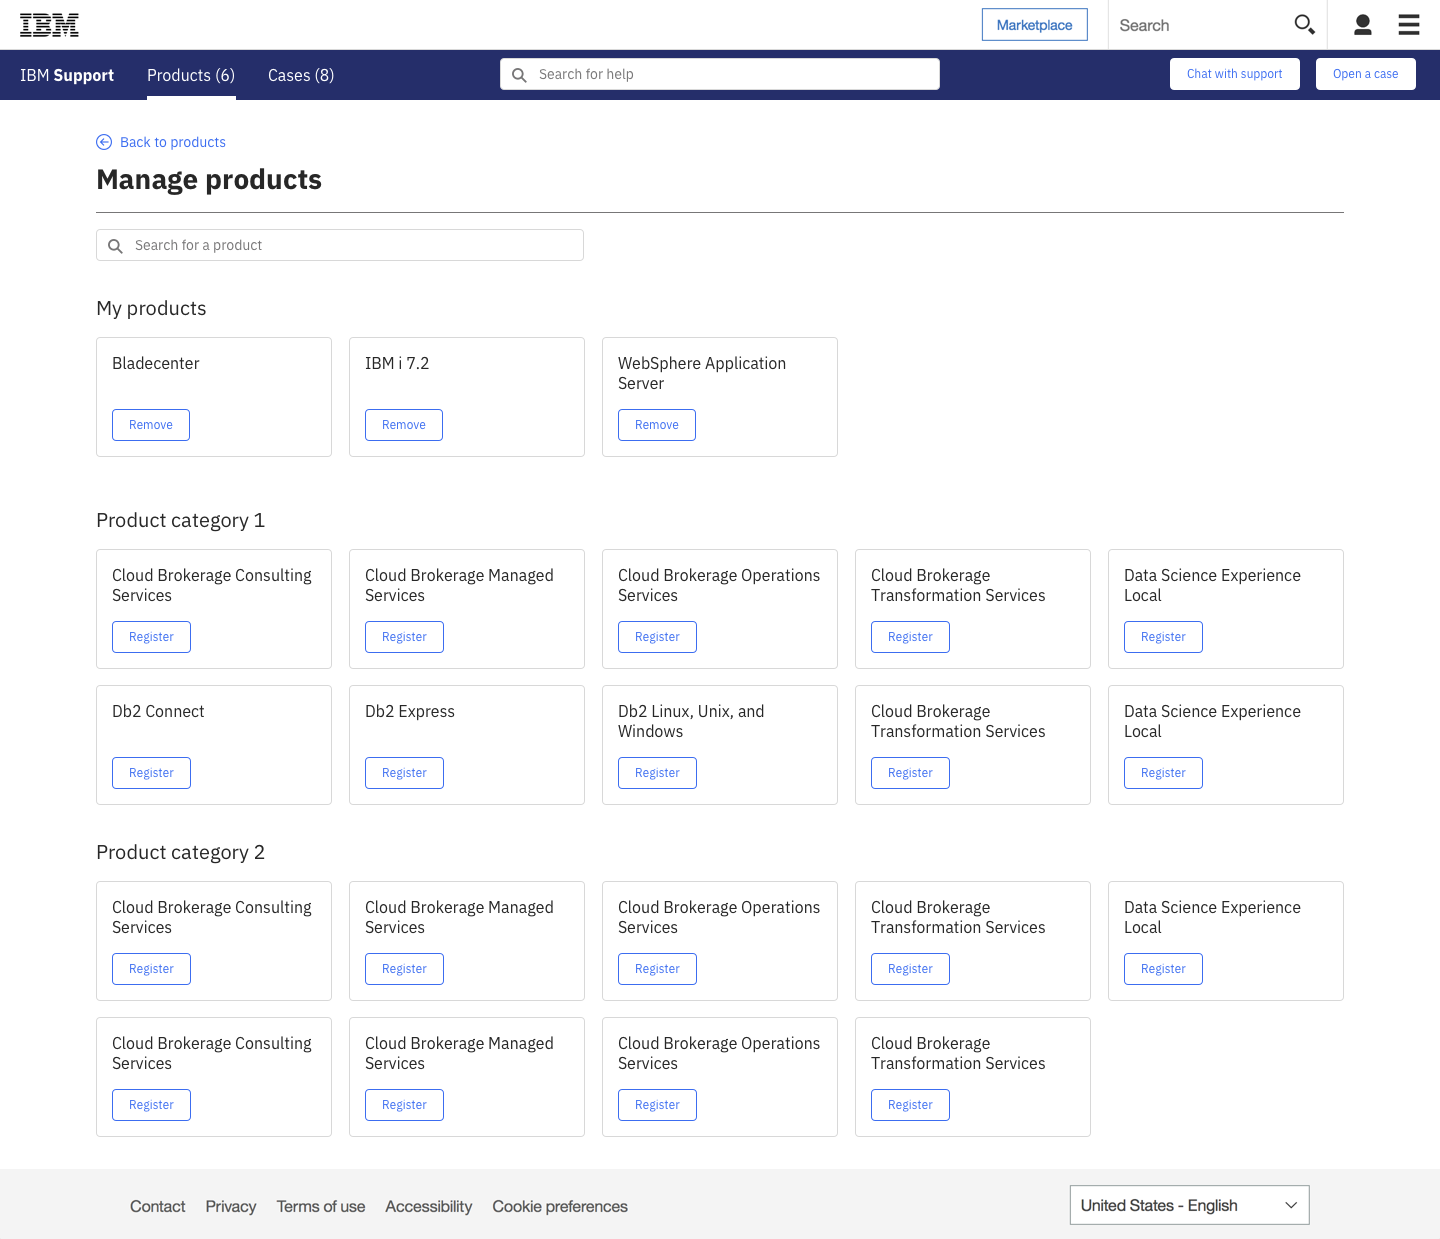 IBM
Marketplace
Search
IBM Support
Products (6)
Cases (8)
Search for help
Chat with support
Open a case
Back to products
Manage products
Search for a product
My products
Bladecenter
Remove
IBM i 7.2
Remove
WebSphere Application
Server
Remove
Product category 1
Cloud Brokerage Consulting
Services
Register
Cloud Brokerage Managed
Services
Register
Cloud Brokerage Operations
Services
Register
Cloud Brokerage
Transformation Services
Register
Data Science Experience
Local
Register
Db2 Connect
Register
Db2 Express
Register
Db2 Linux, Unix, and
Windows
Register
Cloud Brokerage
Transformation Services
Register
Data Science Experience
Local
Register
Product category 2
Cloud Brokerage Consulting
Services
Register
Cloud Brokerage Managed
Services
Register
Cloud Brokerage Operations
Services
Register
Cloud Brokerage
Transformation Services
Register
Data Science Experience
Local
Register
Cloud Brokerage Consulting
Services
Register
Cloud Brokerage Managed
Services
Register
Cloud Brokerage Operations
Services
Register
Cloud Brokerage
Transformation Services
Register
Contact
Privacy
Terms of use
Accessibility
Cookie preferences
United States - English